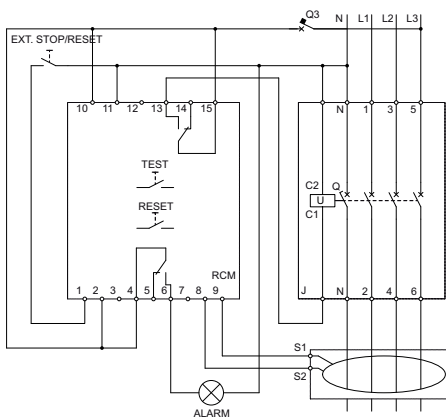 Q3 N L1 L2 L3
EXT. STOP/RESET
10 11 12 13 14 15 N 1 3 5
TEST
C2 Q
U
RESET
C1
RCM
1 2 3 4 5 6 7 8 9 J N 2 4 6
S1
S2
ALARM